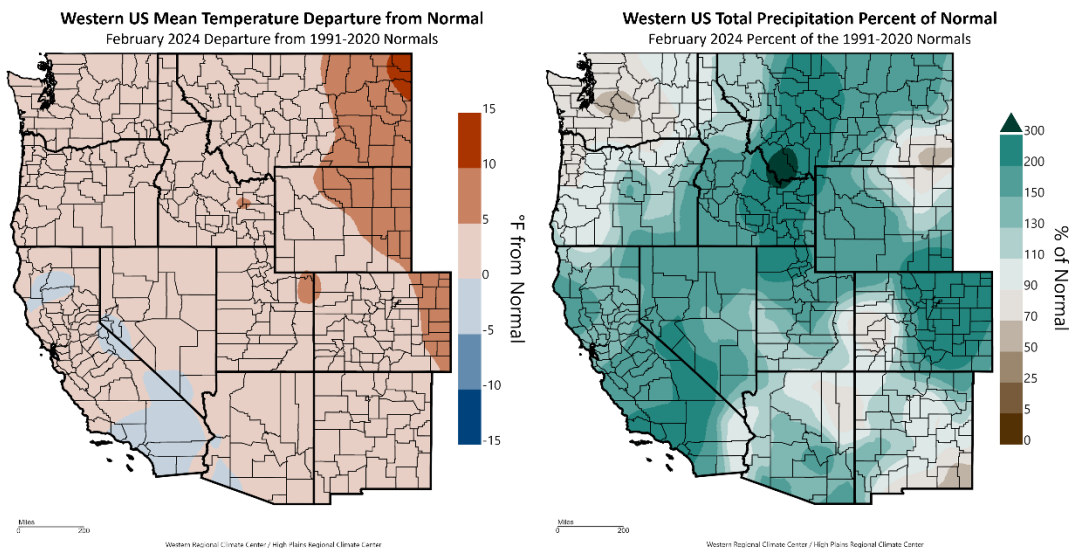 Western US Mean Temperature Departure from Normal
February 2024 Departure from 1991-2020 Normals
15
10
5
0
-5
-10
-15
°F from Normal
Miles
0 200
Western Regional Climate Center / High Plains Regional Climate Center
Western US Total Precipitation Percent of Normal
February 2024 Percent of the 1991-2020 Normals
300
200
150
130
110
90
70
50
25
5
0
% of Normal
Miles
0 200
Western Regional Climate Center / High Plains Regional Climate Center